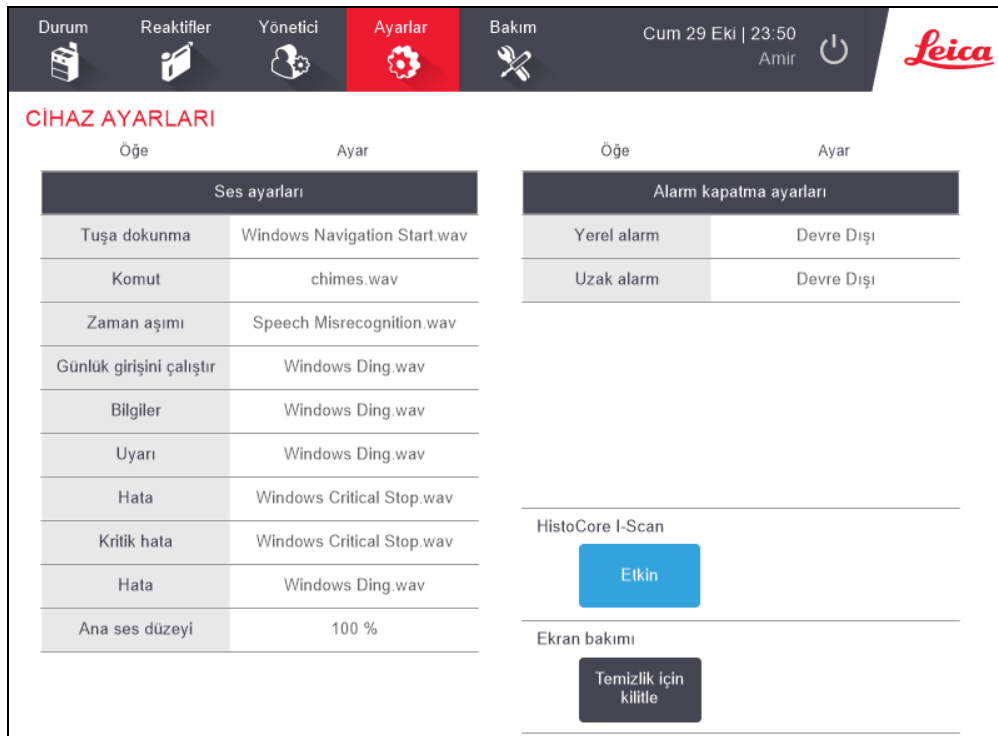 Durum Reaktifler Yönetici Ayarlar Bakım Cum 29 Eki | 23:50
Amir
Leica
CİHAZ AYARLARI
Öğe Ayar
Ses ayarları
Tuşa dokunma Windows Navigation Start.wav
Komut chimes.wav
Zaman aşımı Speech Misrecognition.wav
Günlük girişini çalıştır Windows Ding.wav
Bilgiler Windows Ding.wav
Uyarı Windows Ding.wav
Hata Windows Critical Stop.wav
Kritik hata Windows Critical Stop.wav
Hata Windows Ding.wav
Ana ses düzeyi 100 %
Öğe Ayar
Alarm kapatma ayarları
Yerel alarm Devre Dışı
Uzak alarm Devre Dışı
HistoCore I-Scan
Etkin
Ekran bakımı
Temizlik için
kilitle